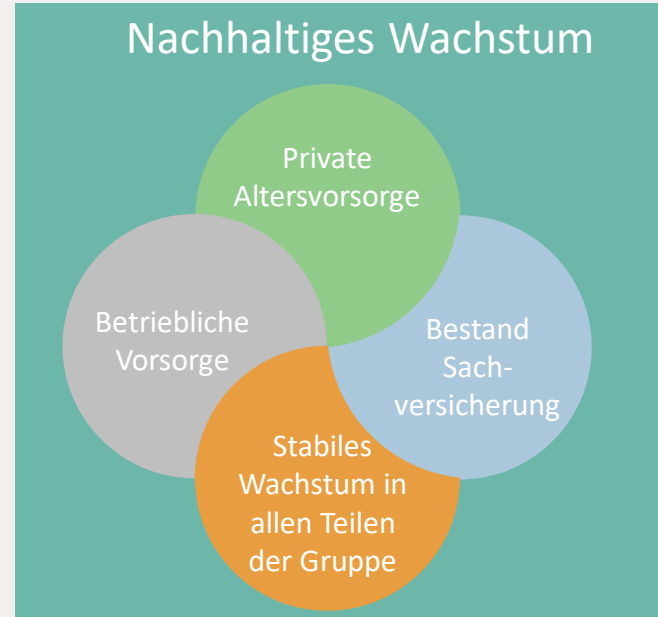 Nachhaltiges Wachstum
Private
Altersvorsorge
Betriebliche
Vorsorge
Bestand
Sach-
versicherung
Stabiles
Wachstum in
allen Teilen
der Gruppe